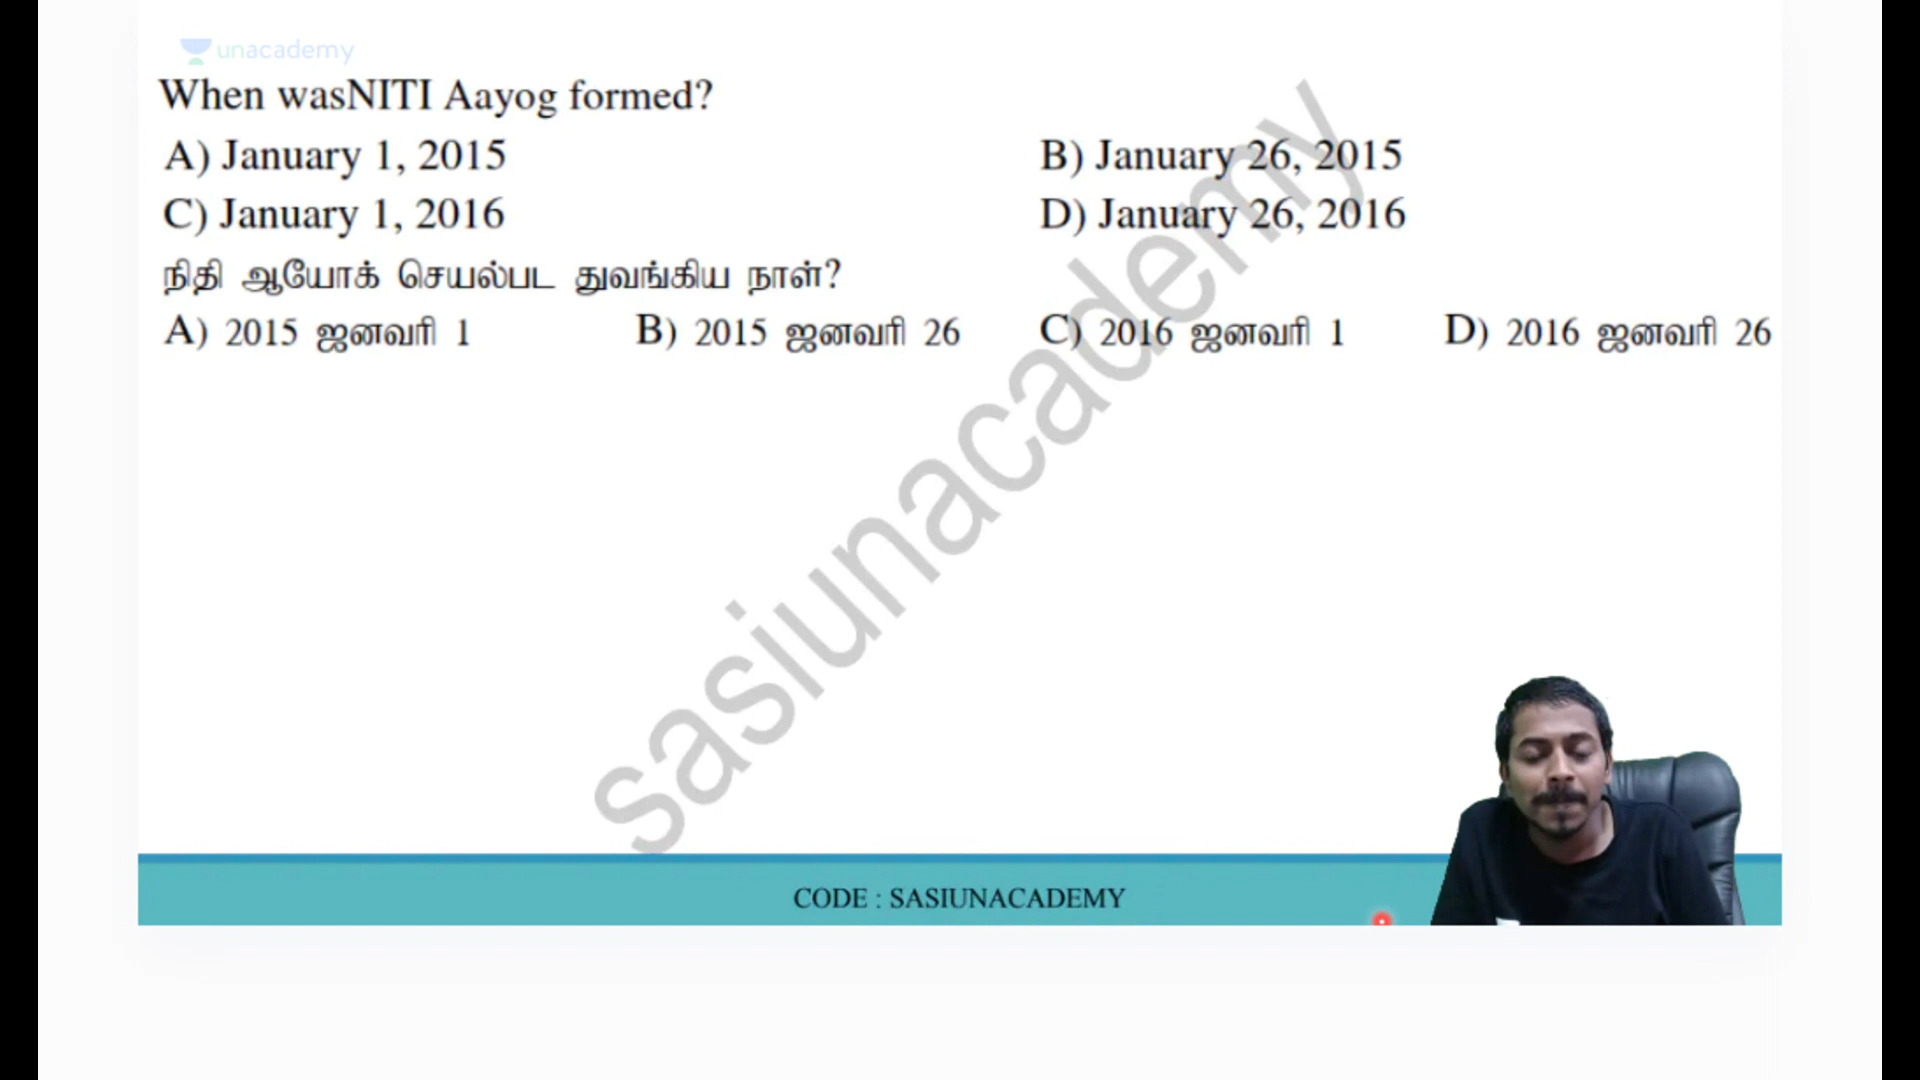 unacademy
When wasNITI Aayog formed?
A) January 1, 2015 B) January 26, 2015
C) January 1, 2016 D) January 26, 2016
நிதி ஆயோக் செயல்பட துவங்கிய நாள்?
A) 2015 ஜனவரி 1 B) 2015 ஜனவரி 26 C) 2016 ஜனவரி 1 D) 2016 ஜனவரி 26
sasiunacademy
CODE : SASIUNACADEMY